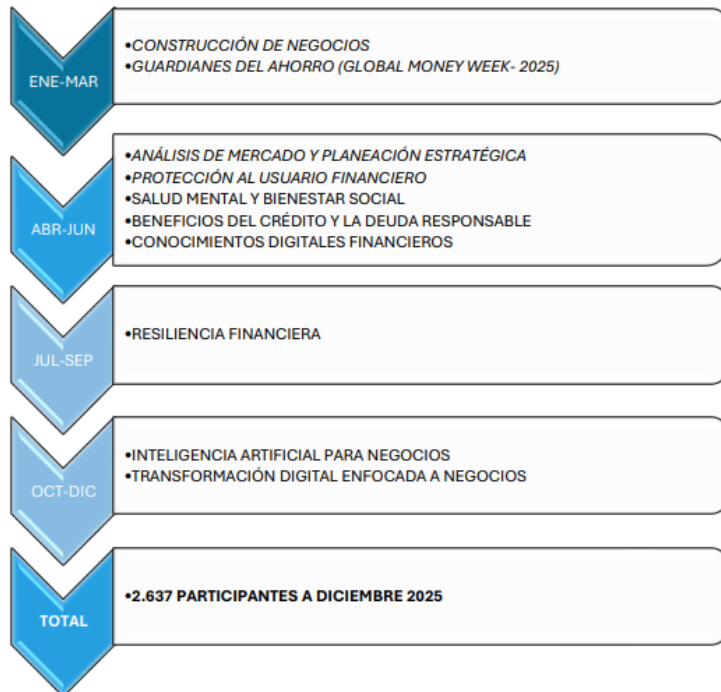 ENE-MAR
•CONSTRUCCIÓN DE NEGOCIOS
•GUARDIANES DEL AHORRO (GLOBAL MONEY WEEK- 2025)
ABR-JUN
•ANÁLISIS DE MERCADO Y PLANEACIÓN ESTRATÉGICA
•PROTECCIÓN AL USUARIO FINANCIERO
•SALUD MENTAL Y BIENESTAR SOCIAL
•BENEFICIOS DEL CRÉDITO Y LA DEUDA RESPONSABLE
•CONOCIMIENTOS DIGITALES FINANCIEROS
JUL-SEP
•RESILIENCIA FINANCIERA
OCT-DIC
•INTELIGENCIA ARTIFICIAL PARA NEGOCIOS
•TRANSFORMACIÓN DIGITAL ENFOCADA A NEGOCIOS
TOTAL
•2.637 PARTICIPANTES A DICIEMBRE 2025